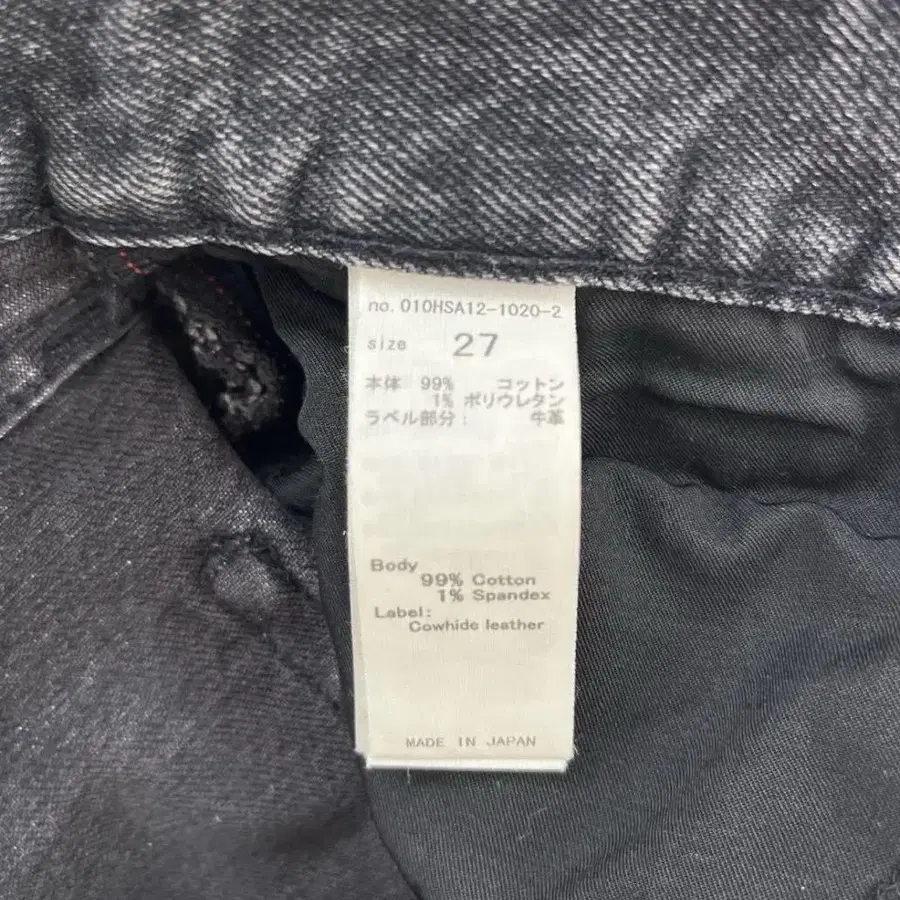 no. 010HSA12-1020-2
size 27
本体 99% コットン
1% ポリウレタン
ラベル部分: 牛革
Body
99% Cotton
1% Spandex
Label:
Cowhide leather
MADE IN JAPAN